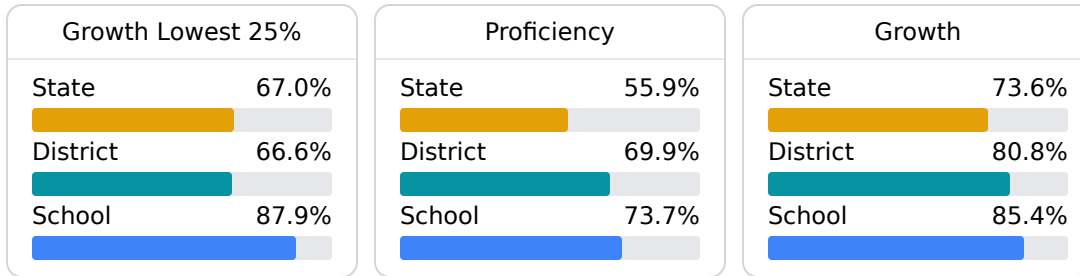 Growth Lowest 25%
State 67.0%
District 66.6%
School 87.9%
Proficiency
State 55.9%
District 69.9%
School 73.7%
Growth
State 73.6%
District 80.8%
School 85.4%